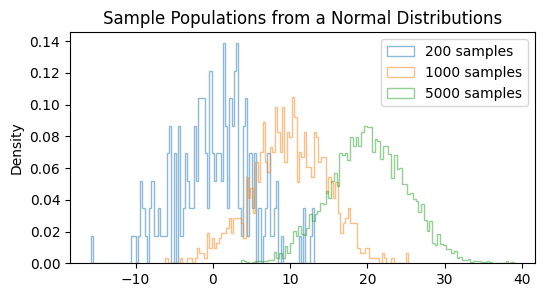 Sample Populations from a Normal Distributions
0.14
0.12
0.10
0.08
0.06
0.04
0.02
0.00
Density
200 samples
1000 samples
5000 samples
−10
0
10
20
30
40